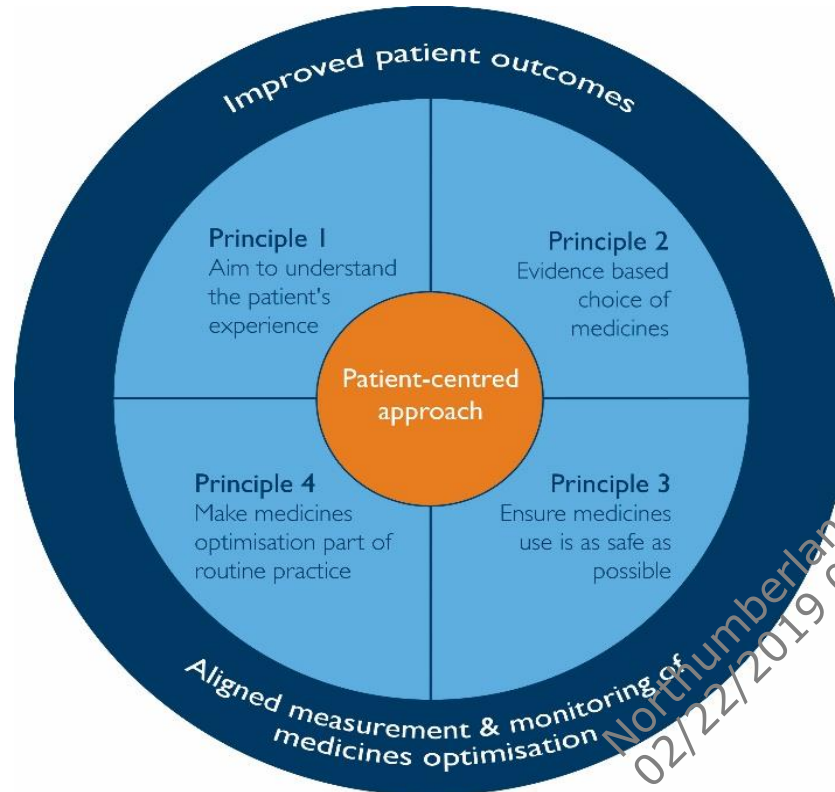 Improved patient outcomes
Principle 1
Aim to understand
the patient's
experience
Principle 2
Evidence based
choice of
medicines
Patient-centred
approach
Principle 4
Make medicines
optimisation part of
routine practice
Principle 3
Ensure medicines
use is as safe as
possible
Aligned measurement & monitoring of
medicines optimisation
02/22/2019